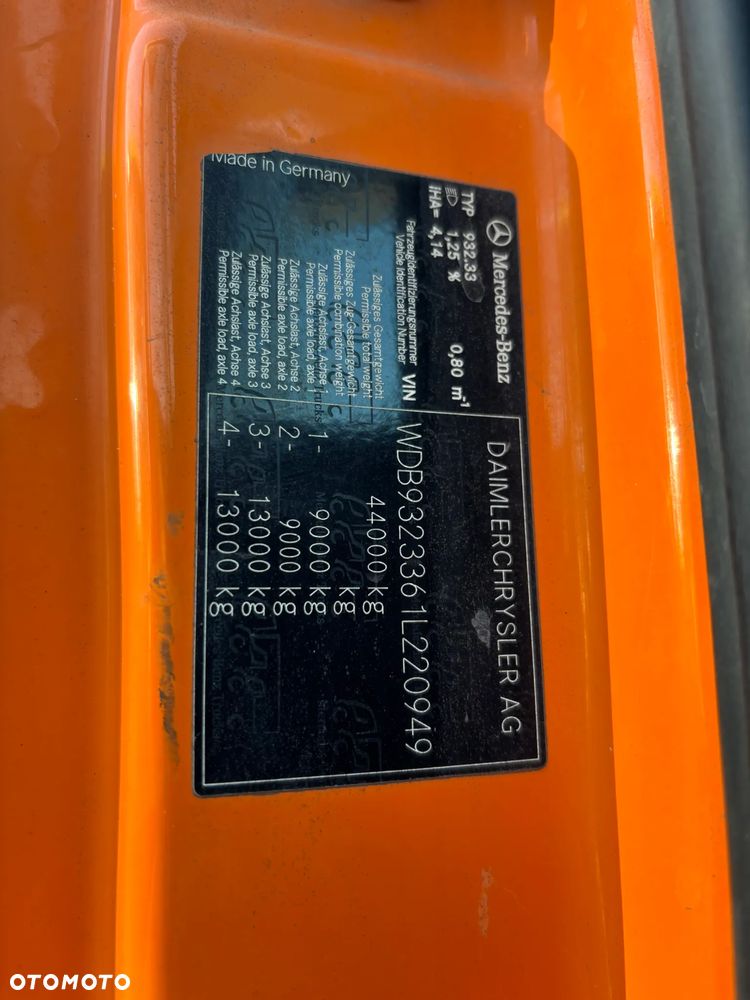 Mercedes-Benz
DAIMLERCHRYSLER AG
TYP 932.33
1,25 % 0,80 m⁻¹
IHA= 4,14
Fahrzeugidentifizierungsnummer
Vehicle Identification Number VIN WDB9323361L220949
Zulässiges Gesamtgewicht
Permissible total weight 44000 kg
Zulässiges Zug-Gesamtgewicht
Permissible combination weight kg
Zulässige Achslast, Achse 1
Permissible axle load, axle 1- 9000 kg
Zulässige Achslast, Achse 2
Permissible axle load, axle 2 2- 9000 kg
Zulässige Achslast, Achse 3
Permissible axle load, axle 3 3- 13000 kg
Zulässige Achslast, Achse 4
Permissible axle load, axle 4 4- 13000 kg
Made in Germany
OTOMOTO